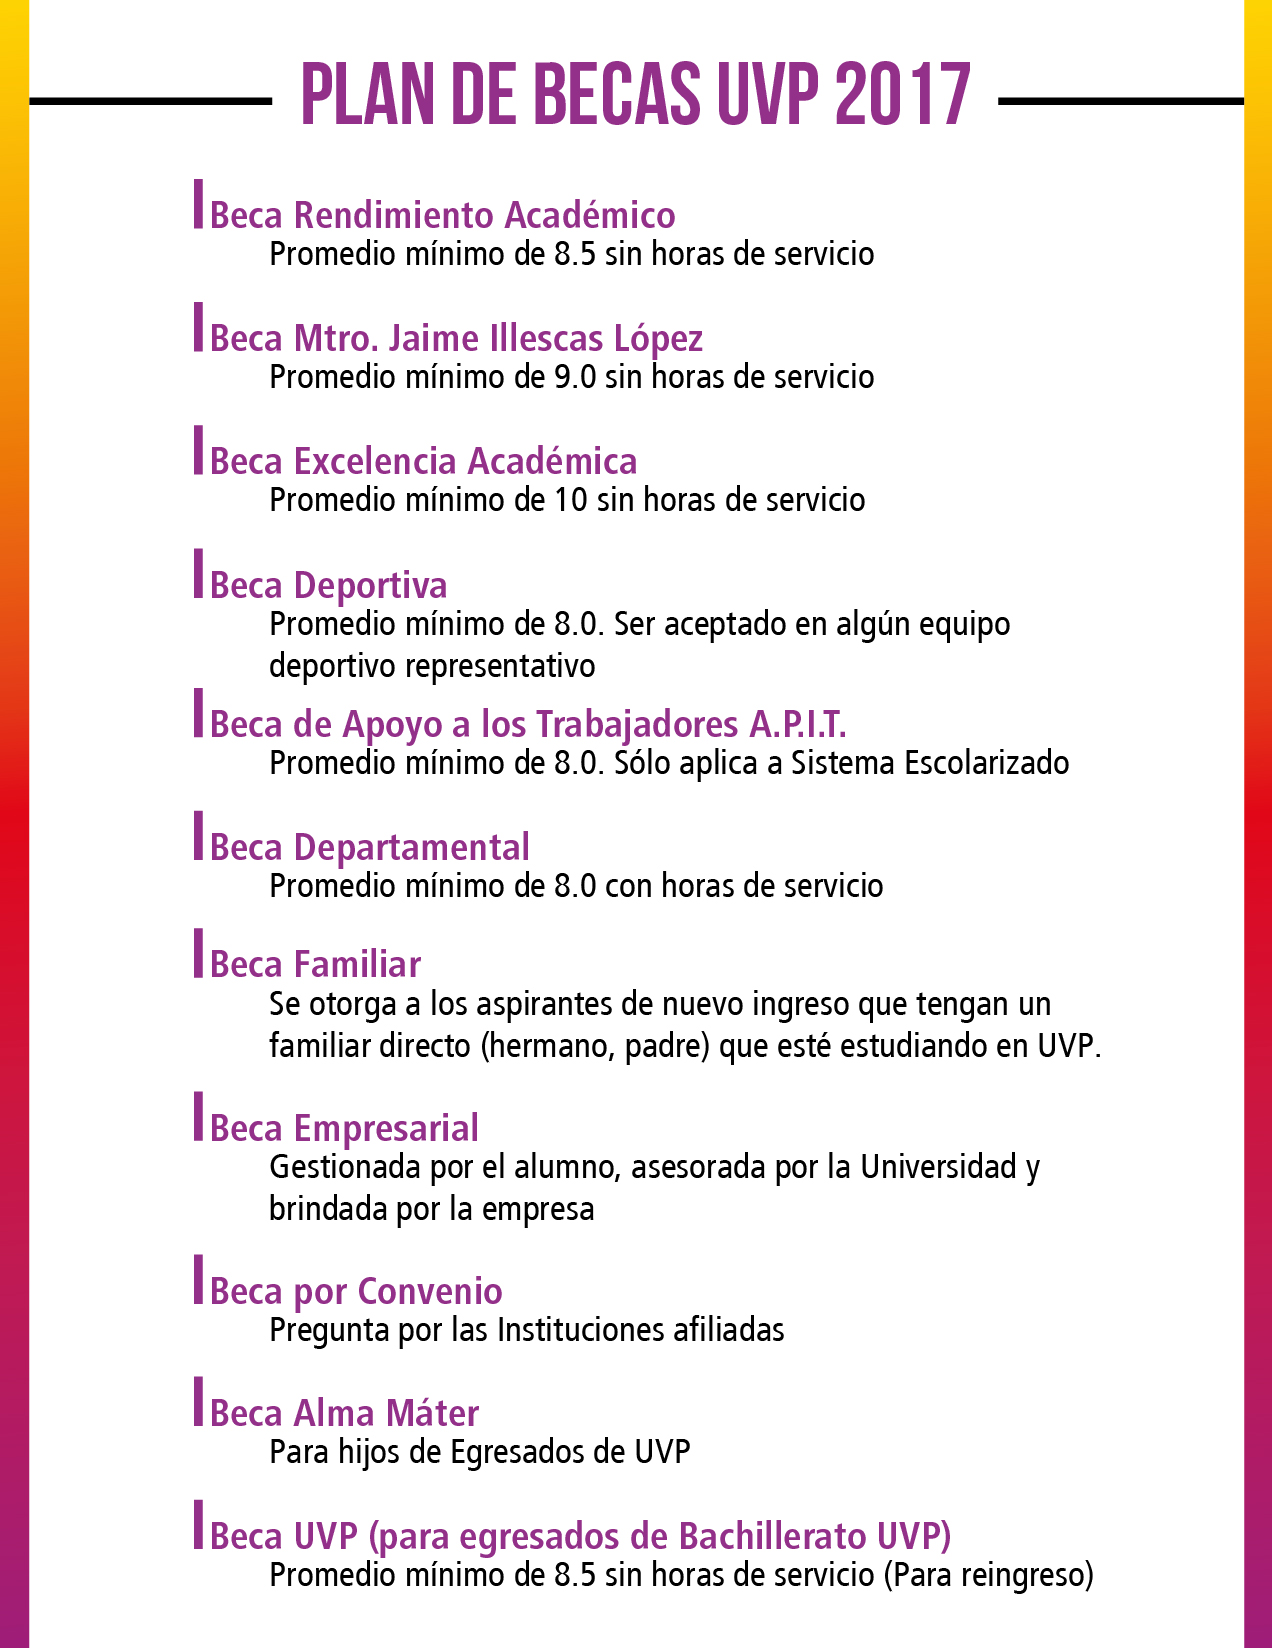 PLAN DE BECAS UVP 2017
Beca Rendimiento Académico
Promedio mínimo de 8.5 sin horas de servicio
Beca Mtro. Jaime Illescas López
Promedio mínimo de 9.0 sin horas de servicio
Beca Excelencia Académica
Promedio mínimo de 10 sin horas de servicio
Beca Deportiva
Promedio mínimo de 8.0. Ser aceptado en algún equipo
deportivo representativo
Beca de Apoyo a los Trabajadores A.P.I.T.
Promedio mínimo de 8.0. Sólo aplica a Sistema Escolarizado
Beca Departamental
Promedio mínimo de 8.0 con horas de servicio
Beca Familiar
Se otorga a los aspirantes de nuevo ingreso que tengan un
familiar directo (hermano, padre) que esté estudiando en UVP.
Beca Empresarial
Gestionada por el alumno, asesorada por la Universidad y
brindada por la empresa
Beca por Convenio
Pregunta por las Instituciones afiliadas
Beca Alma Máter
Para hijos de Egresados de UVP
Beca UVP (para egresados de Bachillerato UVP)
Promedio mínimo de 8.5 sin horas de servicio (Para reingreso)